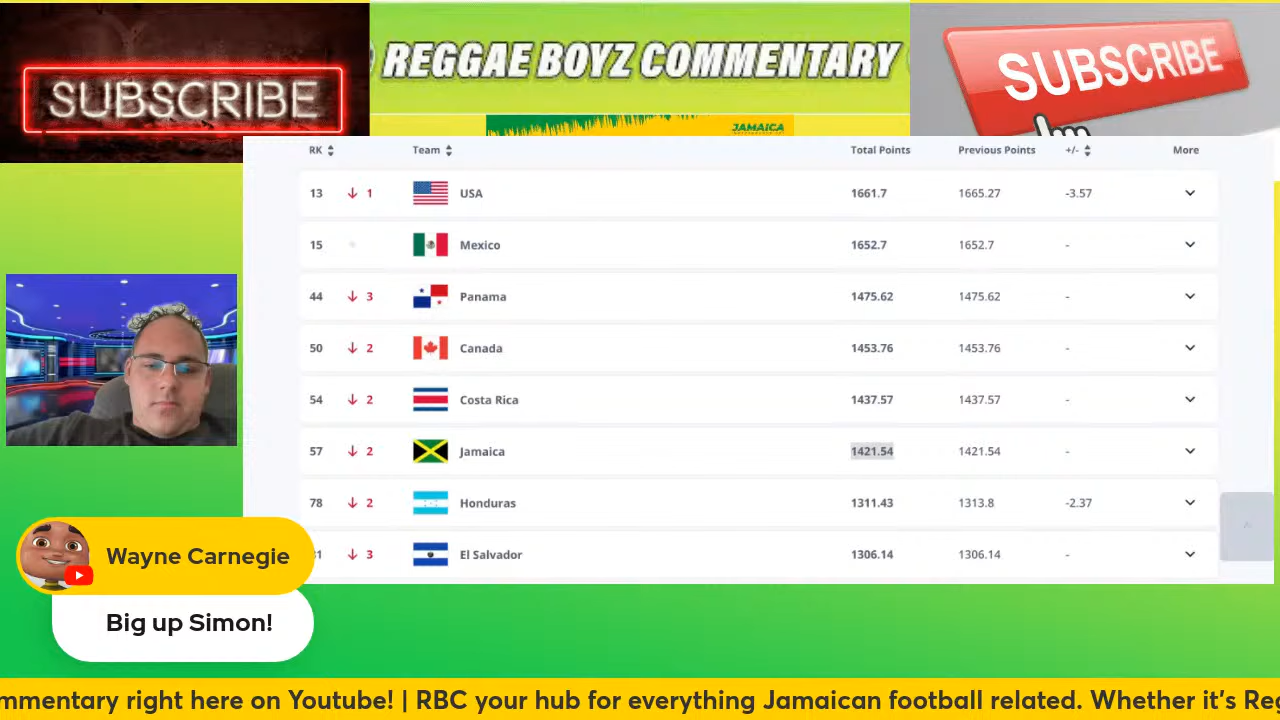 SUBSCRIBE
REGGAE BOYZ COMMENTARY
SUBSCRIBE
JAMAICA
RK Team Total Points Previous Points +/- More
13 1 USA 1661.7 1665.27 -3.57
15 Mexico 1652.7 1652.7 -
44 3 Panama 1475.62 1475.62 -
50 2 Canada 1453.76 1453.76 -
54 2 Costa Rica 1437.57 1437.57 -
57 2 Jamaica 1421.54 1421.54 -
78 2 Honduras 1311.43 1313.8 -2.37
3 El Salvador 1306.14 1306.14 -
Wayne Carnegie
Big up Simon!
mmentary right here on Youtube! | RBC your hub for everything Jamaican football related. Whether it's Reg